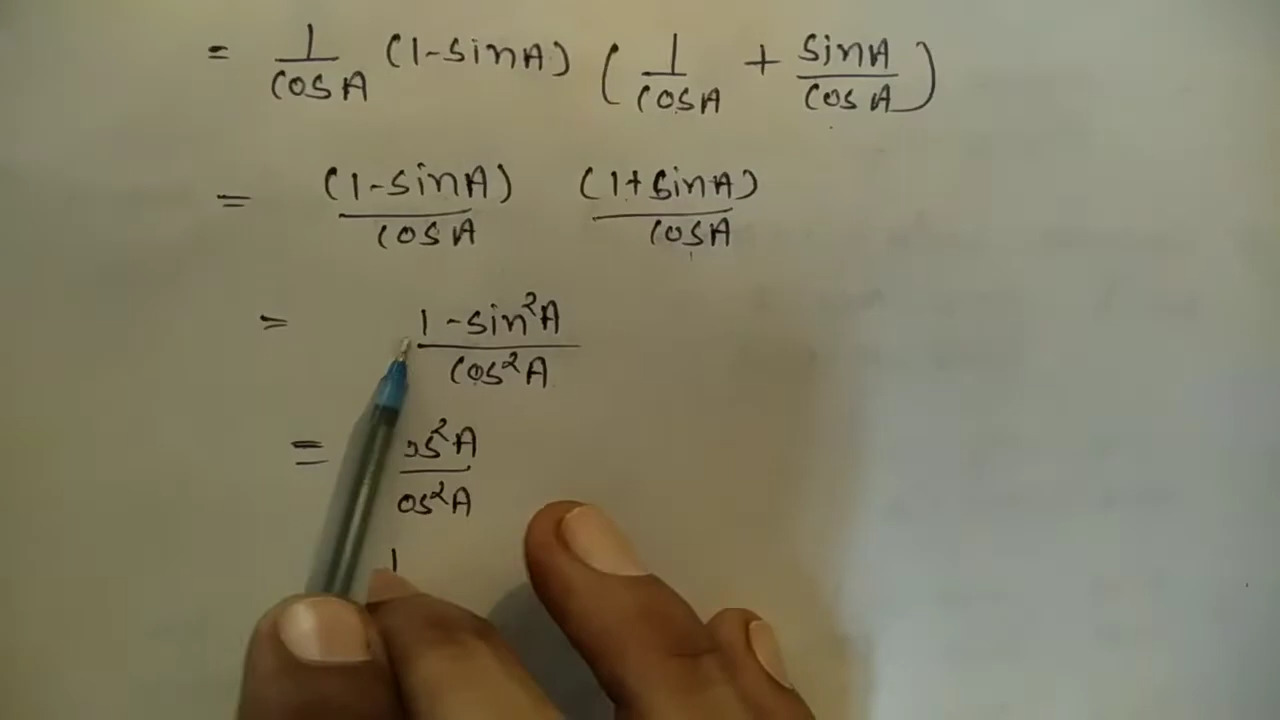 = 1/cosA (1-sinA) (1/cosA + sinA/cosA)
= (1-sinA)/cosA (1+sinA)/cosA
= 1-sin²A/cos²A
= os²A/os²A
1